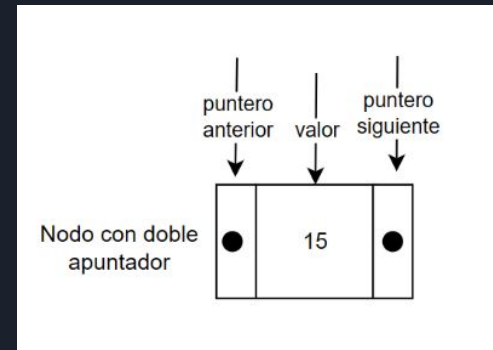 puntero
anterior
valor
puntero
siguiente
Nodo con doble
apuntador
15